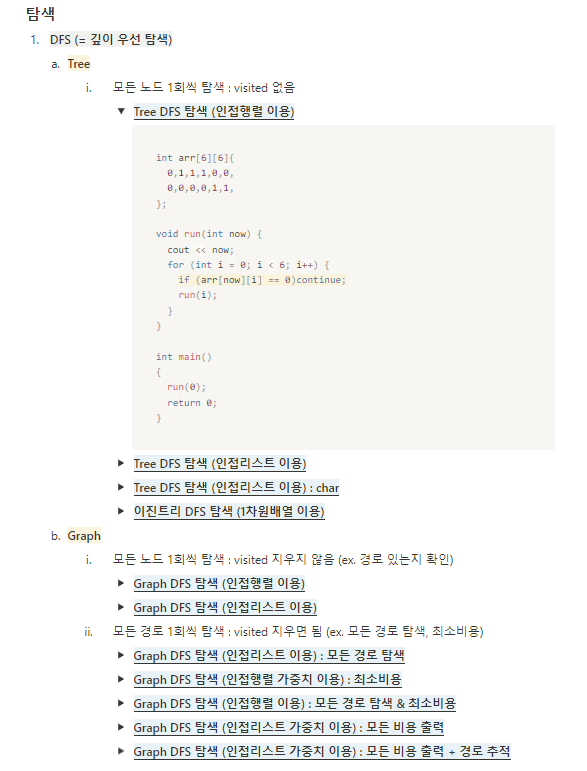 탐색
1. DFS (= 깊이 우선 탐색)
a. Tree
i. 모든 노드 1회씩 탐색 : visited 없음
▼ Tree DFS 탐색 (인접행렬 이용)
int arr[6][6]{
0,1,1,1,0,0,
0,0,0,0,1,1,
};
void run(int now) {
cout << now;
for (int i = 0; i < 6; i++) {
if (arr[now][i] == 0)continue;
run(i);
}
}
int main()
{
run(0);
return 0;
}
▶ Tree DFS 탐색 (인접리스트 이용)
▶ Tree DFS 탐색 (인접리스트 이용) : char
▶ 이진트리 DFS 탐색 (1차원배열 이용)
b. Graph
i. 모든 노드 1회씩 탐색 : visited 지우지 않음 (ex. 경로 있는지 확인)
▶ Graph DFS 탐색 (인접행렬 이용)
▶ Graph DFS 탐색 (인접리스트 이용)
ii. 모든 경로 1회씩 탐색 : visited 지우면 됨 (ex. 모든 경로 탐색, 최소비용)
▶ Graph DFS 탐색 (인접리스트 이용) : 모든 경로 탐색
▶ Graph DFS 탐색 (인접행렬 가중치 이용) : 최소비용
▶ Graph DFS 탐색 (인접행렬 이용) : 모든 경로 탐색 & 최소비용
▶ Graph DFS 탐색 (인접리스트 가중치 이용) : 모든 비용 출력
▶ Graph DFS 탐색 (인접리스트 가중치 이용) : 모든 비용 출력 + 경로 추적